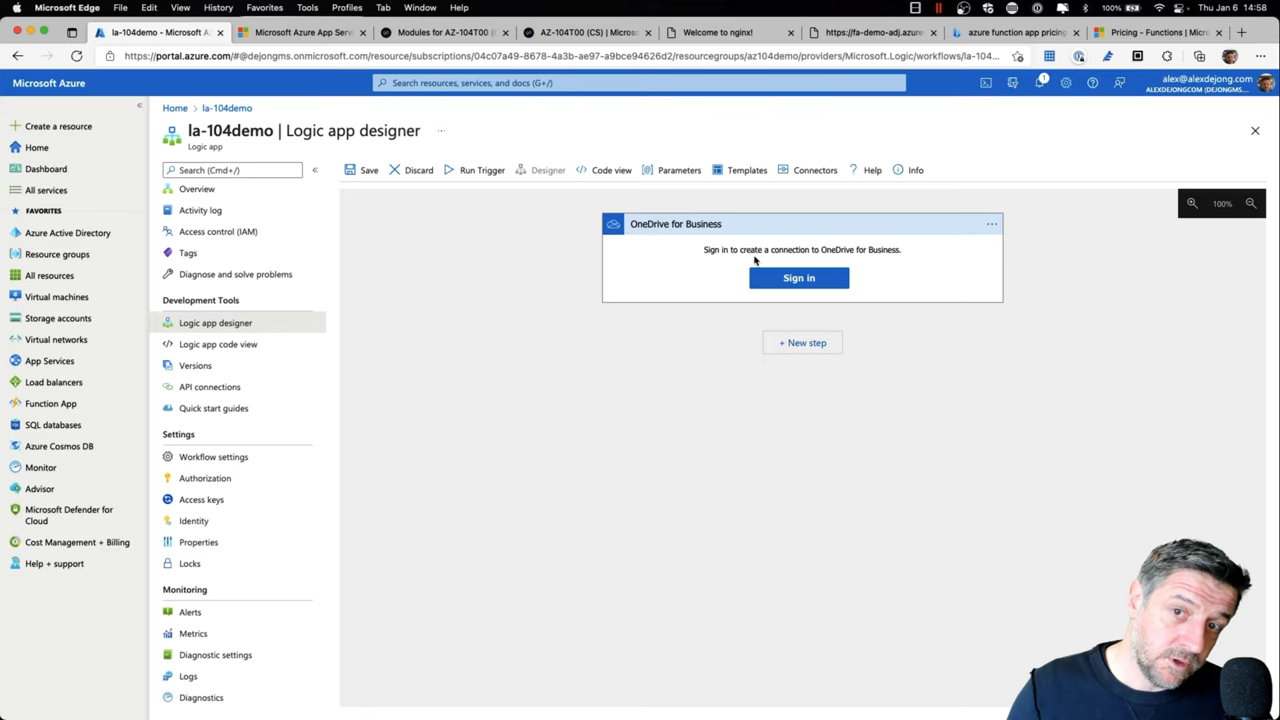 Microsoft Edge File Edit View History Favorites Tools Profiles Tab Window Help
100% Thu 14 Apr 14:58
la-104demo - Microsoft A
Microsoft Azure App Serv
Modules for AZ-104T00 (C
AZ-104T00 (CS) | Microso
Welcome to nginx!
https://fa-demo-adj.azure
azure function app pricing
Pricing - Functions | Micro
https://portal.azure.com/#@dejongms.onmicrosoft.com/resource/subscriptions/04c07a49-8678-4a3b-ae97-a9bce94626d9/resourcegroups/az104demo/providers/Microsoft.Logic/workflows/la-104...
Microsoft Azure
Search resources, services, and docs (G+/)
1
alex@dejong.com
ALEXDEJONGCOM (DEJONGMS....
Create a resource
Home
Dashboard
All services
FAVORITES
Azure Active Directory
Resource groups
All resources
Virtual machines
Storage accounts
Virtual networks
App Services
Load balancers
Function App
SQL databases
Azure Cosmos DB
Monitor
Advisor
Microsoft Defender for
Cloud
Cost Management + Billing
Help + support
Home > la-104demo
la-104demo | Logic app designer ...
Logic app
Search (Cmd+/)
Overview
Activity log
Access control (IAM)
Tags
Diagnose and solve problems
Development Tools
Logic app designer
Logic app code view
Versions
API connections
Quick start guides
Settings
Workflow settings
Authorization
Access keys
Identity
Properties
Locks
Monitoring
Alerts
Metrics
Diagnostic settings
Logs
Diagnostics
Save Discard Run Trigger Designer Code view Parameters Templates Connectors Help Info
100%
OneDrive for Business ...
Sign in to create a connection to OneDrive for Business.
Sign in
+ New step